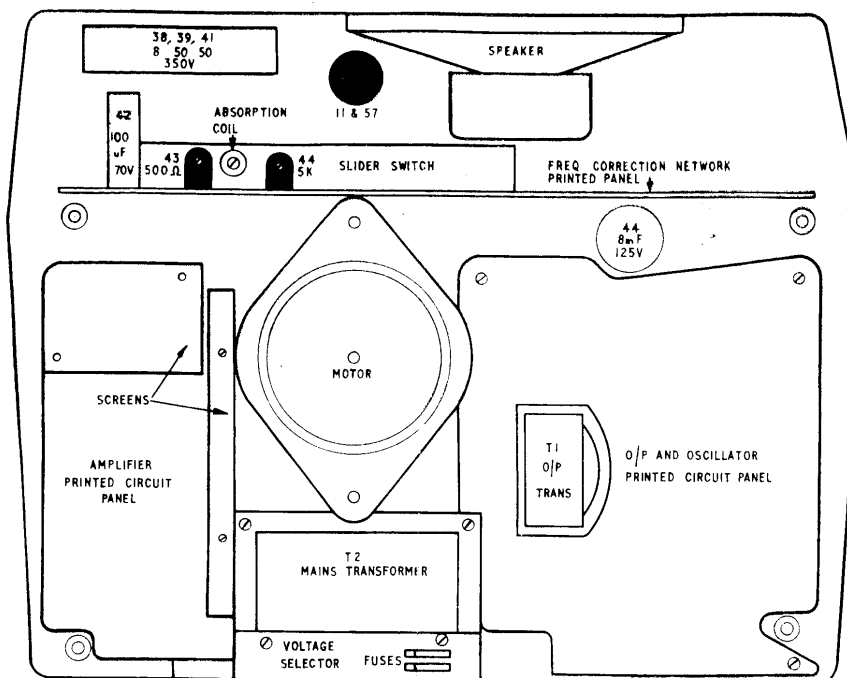 38, 39, 41
8 50 50
350V
SPEAKER
11 & 57
42
100
uF
70V
ABSORPTION
COIL
43
500Ω
44
5K
SLIDER SWITCH
FREQ CORRECTION NETWORK
PRINTED PANEL
44
8mF
125V
MOTOR
SCREENS
AMPLIFIER
PRINTED CIRCUIT
PANEL
T1
O/P
TRANS
O/P AND OSCILLATOR
PRINTED CIRCUIT PANEL
T2
MAINS TRANSFORMER
VOLTAGE
SELECTOR
FUSES